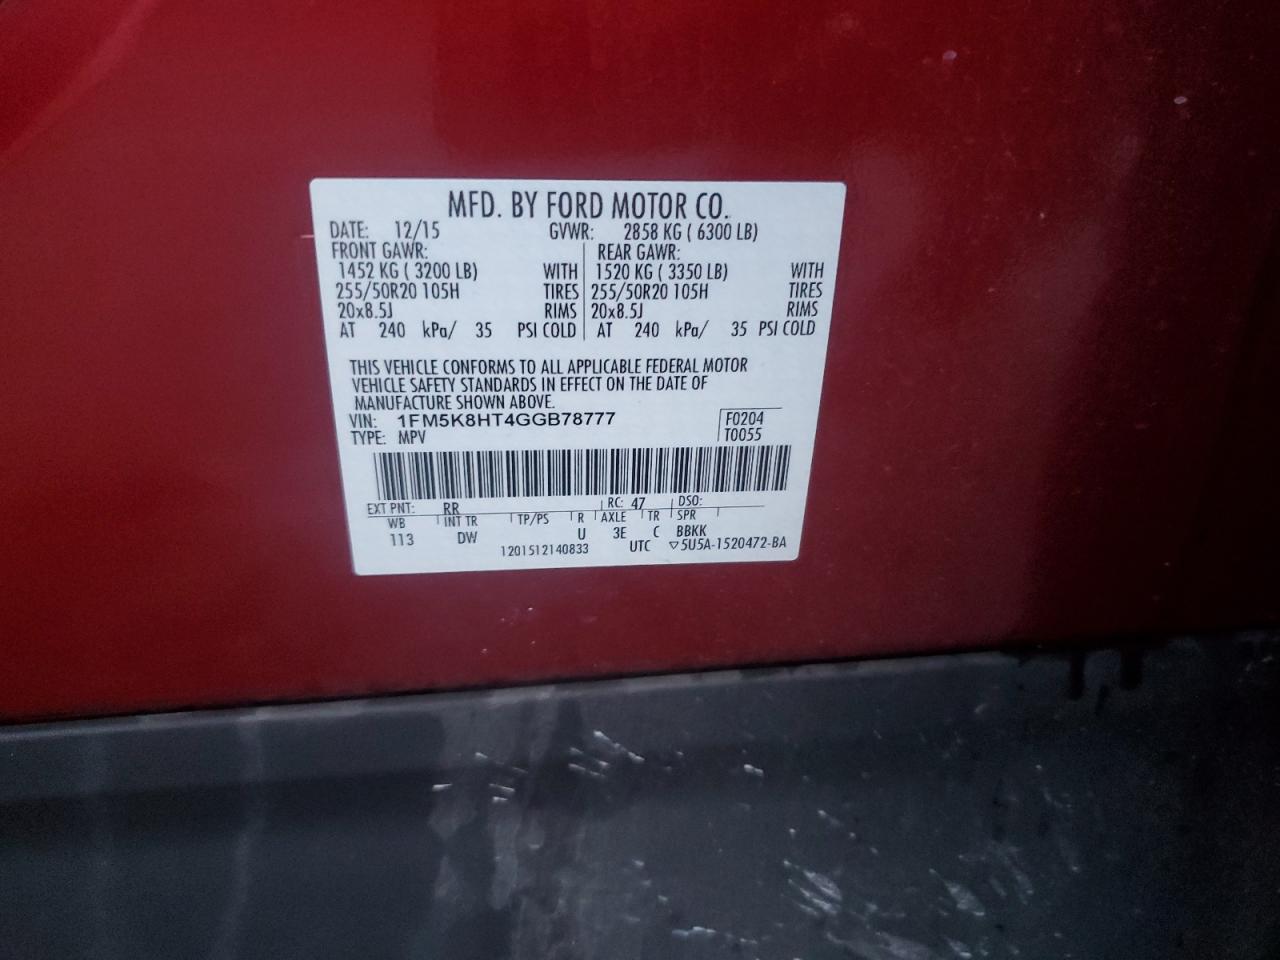 MFD. BY FORD MOTOR CO.
DATE: 12/15 GVWR: 2858 KG ( 6300 LB)
FRONT GAWR: REAR GAWR:
1452 KG ( 3200 LB) WITH 1520 KG ( 3350 LB) WITH
255/50R20 105H TIRES 255/50R20 105H TIRES
20x8.5J RIMS 20x8.5J RIMS
AT 240 kPa/ 35 PSI COLD AT 240 kPa/ 35 PSI COLD
THIS VEHICLE CONFORMS TO ALL APPLICABLE FEDERAL MOTOR
VEHICLE SAFETY STANDARDS IN EFFECT ON THE DATE OF
MANUFACTURE SHOWN ABOVE.
VIN: 1FM5K8HT4GGB78777 F0204
TYPE: MPV T0055
EXT PNT: RR RC: 47 DSO:
WB INT TR TP/PS R AXLE TR SPR
113 DW U 3E C BBKK
1201512140833 UTC ▽5U5A-1520472-BA